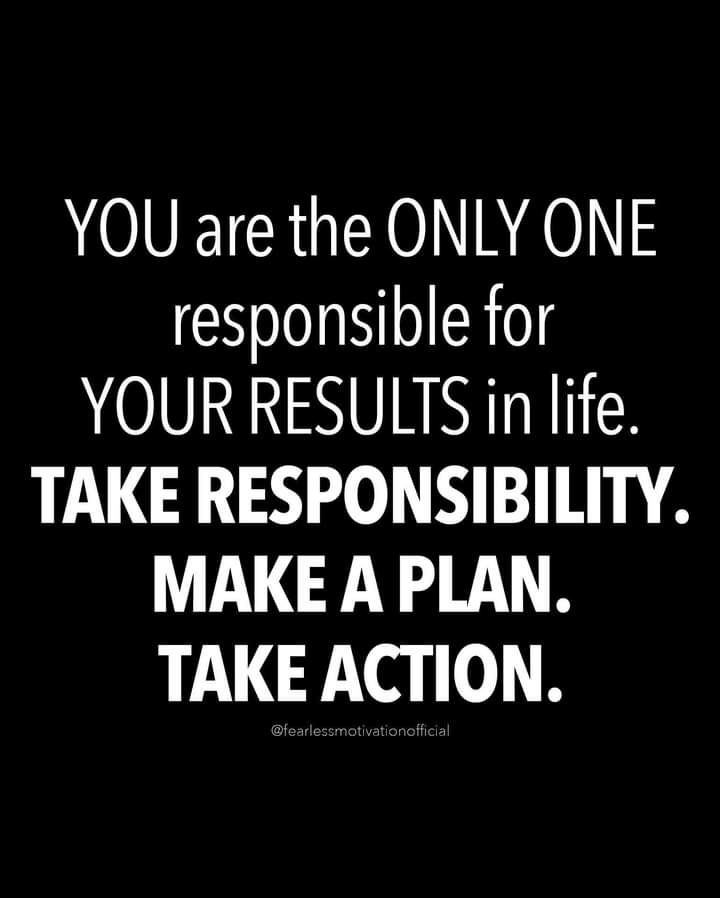 YOU are the ONLY ONE
responsible for
YOUR RESULTS in life.
TAKE RESPONSIBILITY.
MAKE A PLAN.
TAKE ACTION.
@fearlessmotivationofficial